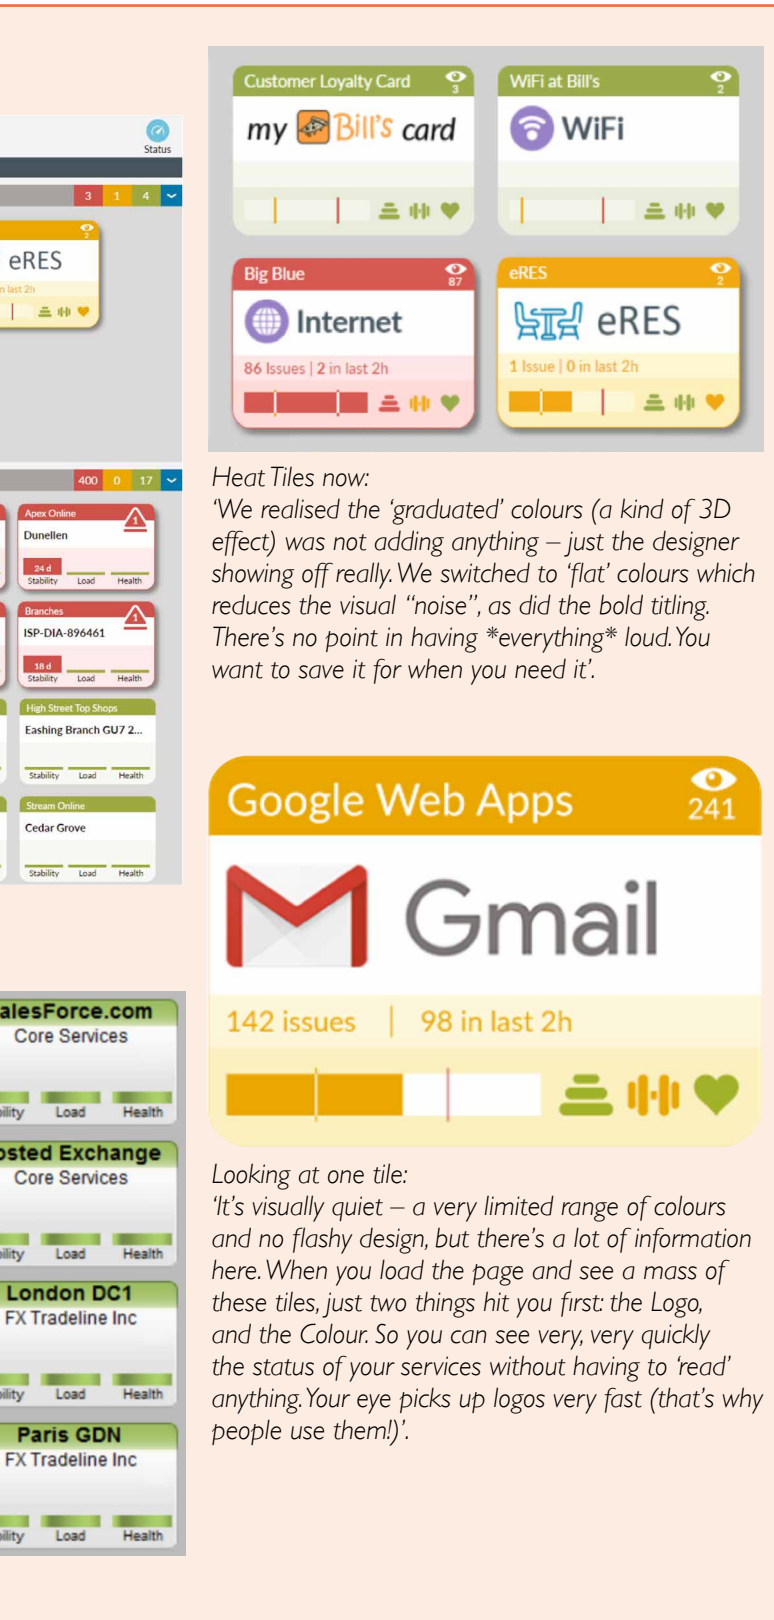 Status
3 1 4
2
eRES
n last 2h
400 0 17
Apex Online
1
Dunellen
24 d
Stability Load Health
Branches
1
ISP-DIA-896461
18 d
Stability Load Health
High Street Top Shops
Eashing Branch GU7 2...
Stability Load Health
Stream Online
Cedar Grove
Stability Load Health
alesForce.com
Core Services
bility Load Health
osted Exchange
Core Services
bility Load Health
London DC1
FX Tradeline Inc
bility Load Health
Paris GDN
FX Tradeline Inc
bility Load Health
Customer Loyalty Card 3
my Bill's card
WiFi at Bill's 2
WiFi
Big Blue 87
Internet
86 Issues | 2 in last 2h
eRES 2
eRES
1 Issue | 0 in last 2h
Heat Tiles now:
‘We realised the ‘graduated’ colours (a kind of 3D
effect) was not adding anything – just the designer
showing off really. We switched to ‘flat’ colours which
reduces the visual “noise”, as did the bold titling.
There’s no point in having *everything* loud. You
want to save it for when you need it’.
Google Web Apps 241
Gmail
142 issues | 98 in last 2h
Looking at one tile:
‘It’s visually quiet – a very limited range of colours
and no flashy design, but there’s a lot of information
here. When you load the page and see a mass of
these tiles, just two things hit you first: the Logo,
and the Colour. So you can see very, very quickly
the status of your services without having to ‘read’
anything. Your eye picks up logos very fast (that’s why
people use them!)’.